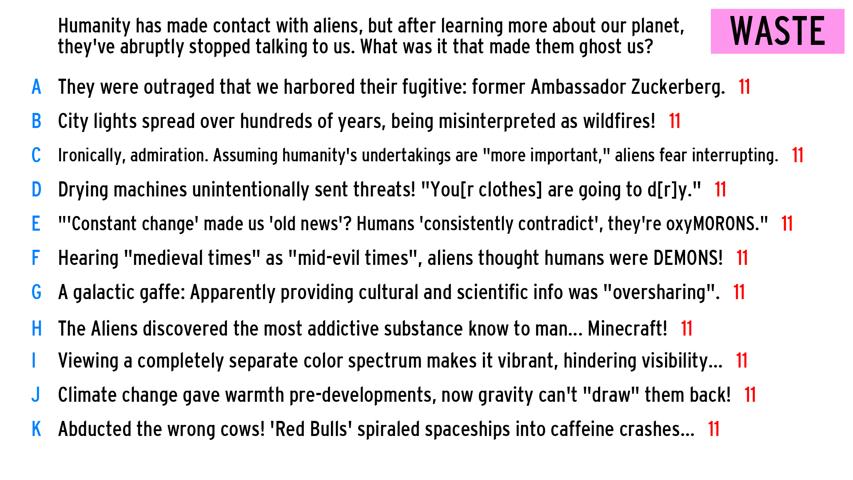 Humanity has made contact with aliens, but after learning more about our planet,
they've abruptly stopped talking to us. What was it that made them ghost us?
WASTE
A They were outraged that we harbored their fugitive: former Ambassador Zuckerberg. 11
B City lights spread over hundreds of years, being misinterpreted as wildfires! 11
C Ironically, admiration. Assuming humanity's undertakings are "more important," aliens fear interrupting. 11
D Drying machines unintentionally sent threats! "You[r clothes] are going to d[r]y." 11
E "'Constant change' made us 'old news'? Humans 'consistently contradict', they're oxyMORONS." 11
F Hearing "medieval times" as "mid-evil times", aliens thought humans were DEMONS! 11
G A galactic gaffe: Apparently providing cultural and scientific info was "oversharing". 11
H The Aliens discovered the most addictive substance know to man... Minecraft! 11
I Viewing a completely separate color spectrum makes it vibrant, hindering visibility... 11
J Climate change gave warmth pre-developments, now gravity can't "draw" them back! 11
K Abducted the wrong cows! 'Red Bulls' spiraled spaceships into caffeine crashes... 11